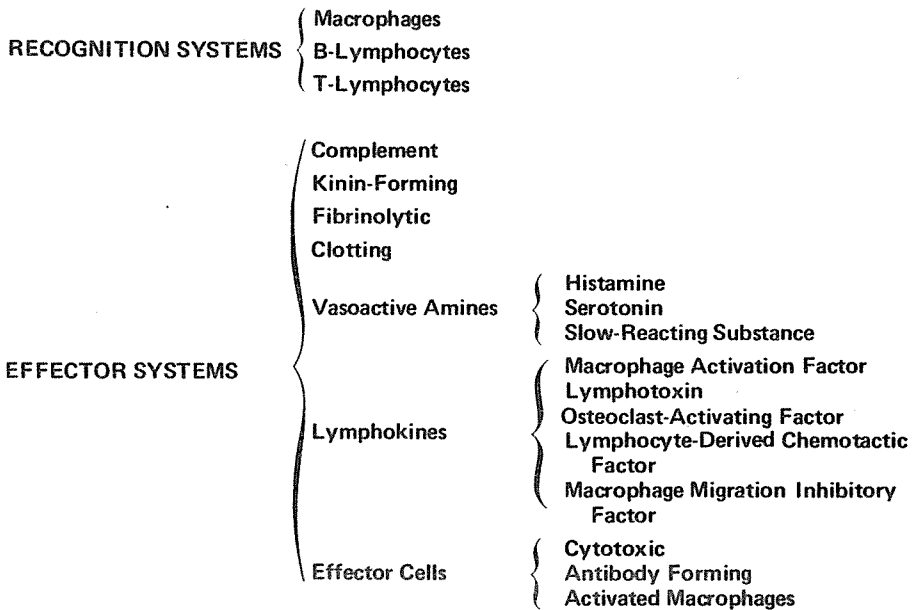 RECOGNITION SYSTEMS
Macrophages
B-Lymphocytes
T-Lymphocytes
EFFECTOR SYSTEMS
Complement
Kinin-Forming
Fibrinolytic
Clotting
Vasoactive Amines
Histamine
Serotonin
Slow-Reacting Substance
Lymphokines
Macrophage Activation Factor
Lymphotoxin
Osteoclast-Activating Factor
Lymphocyte-Derived Chemotactic
Factor
Macrophage Migration Inhibitory
Factor
Effector Cells
Cytotoxic
Antibody Forming
Activated Macrophages